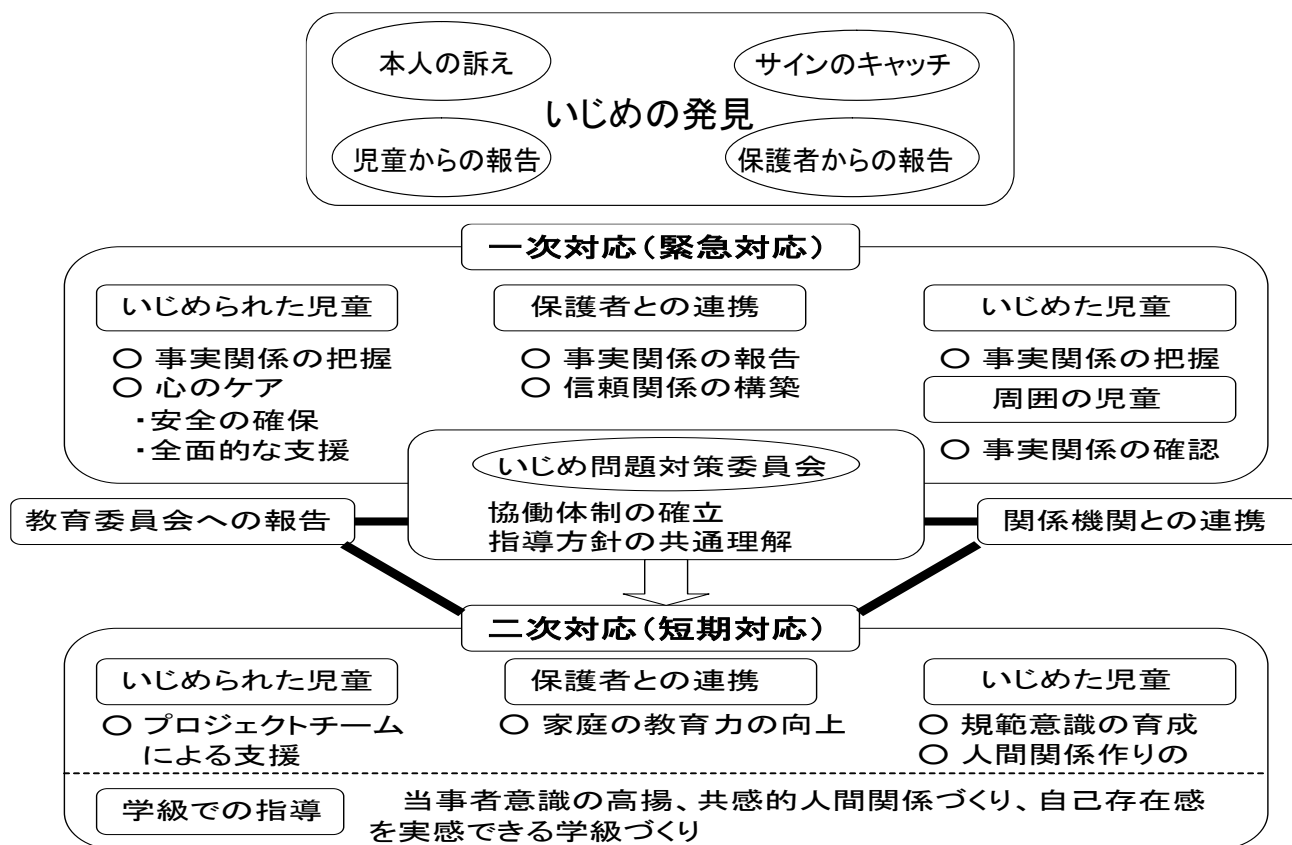 本人の訴え
サインのキャッチ
いじめの発見
児童からの報告
保護者からの報告
一次対応(緊急対応)
いじめられた児童
○ 事実関係の把握
○ 心のケア
・安全の確保
・全面的な支援
保護者との連携
○ 事実関係の報告
○ 信頼関係の構築
いじめた児童
○ 事実関係の把握
周囲の児童
○ 事実関係の確認
いじめ問題対策委員会
協働体制の確立
指導方針の共通理解
教育委員会への報告
関係機関との連携
二次対応(短期対応)
いじめられた児童
○ プロジェクトチーム
による支援
保護者との連携
○ 家庭の教育力の向上
いじめた児童
○ 規範意識の育成
○ 人間関係作りの
学級での指導
当事者意識の高揚、共感的人間関係づくり、自己存在感
を実感できる学級づくり